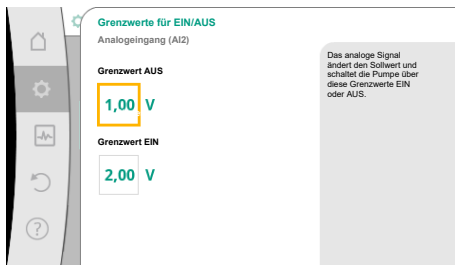 Grenzwerte für EIN/AUS
Analogeingang (AI2)
Grenzwert AUS
1,00 V
Grenzwert EIN
2,00 V
Das analoge Signal
ändert den Sollwert und
schaltet die Pumpe über
diese Grenzwerte EIN
oder AUS.
?